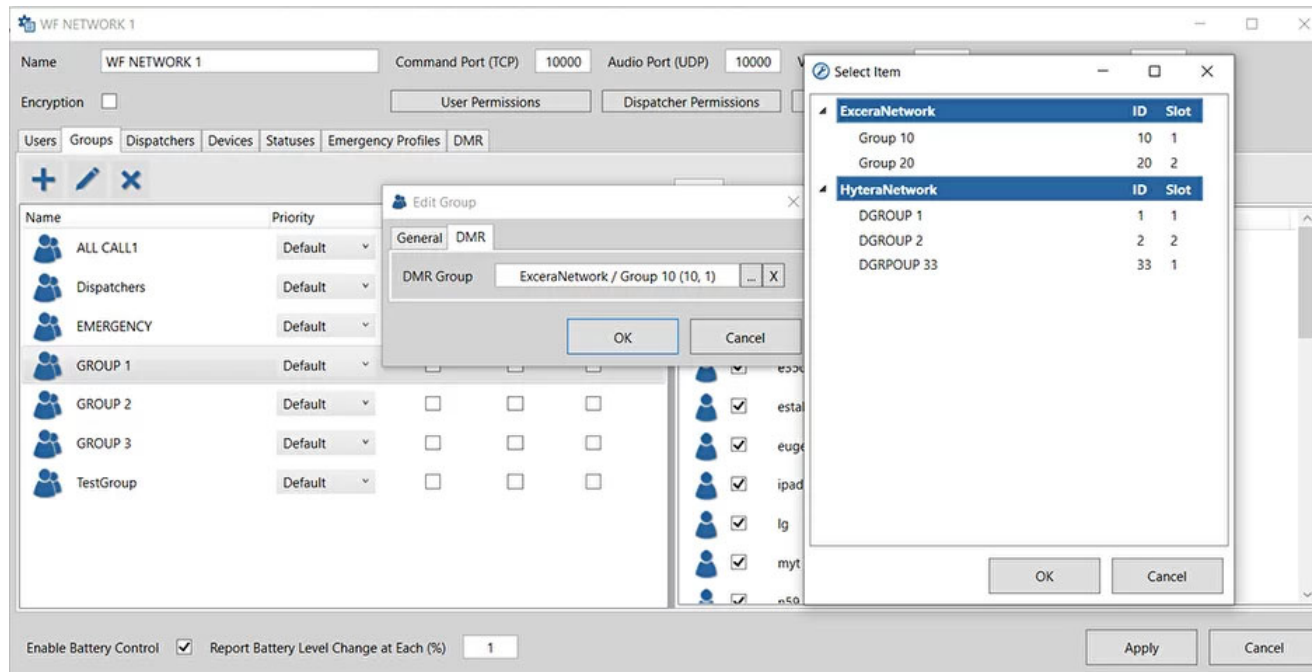 WF NETWORK 1
Name WF NETWORK 1 Command Port (TCP) 10000 Audio Port (UDP) 10000
Encryption User Permissions Dispatcher Permissions
Users Groups Dispatchers Devices Statuses Emergency Profiles DMR
Name Priority
ALL CALL1 Default
Dispatchers Default
EMERGENCY Default
GROUP 1 Default
GROUP 2 Default
GROUP 3 Default
TestGroup Default
Edit Group
General DMR
DMR Group ExceraNetwork / Group 10 (10, 1) ... X
OK Cancel
ipad
lg
myt
Select Item
ExceraNetwork ID Slot
Group 10 10 1
Group 20 20 2
HyteraNetwork ID Slot
DGROUP 1 1 1
DGROUP 2 2 2
DGRPOUP 33 33 1
OK Cancel
Enable Battery Control Report Battery Level Change at Each (%) 1
Apply Cancel